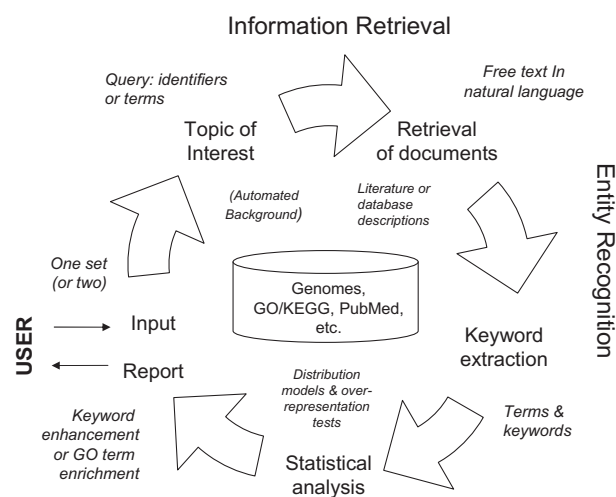 Information Retrieval
Query: identifiers
or terms
Free text In
natural language
Topic of
Interest
Retrieval
of documents
(Automated
Background)
Literature or
database
descriptions
Entity Recognition
One set
(or two)
Genomes,
GO/KEGG, PubMed,
etc.
USER
Input
Report
Keyword
extraction
Distribution
models & over-
representation
tests
Keyword
enhancement
or GO term
enrichment
Terms &
keywords
Statistical
analysis